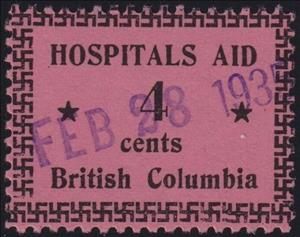 HOSPITALS AID
★ 4 ★
FEB 28 1935
cents
British Columbia